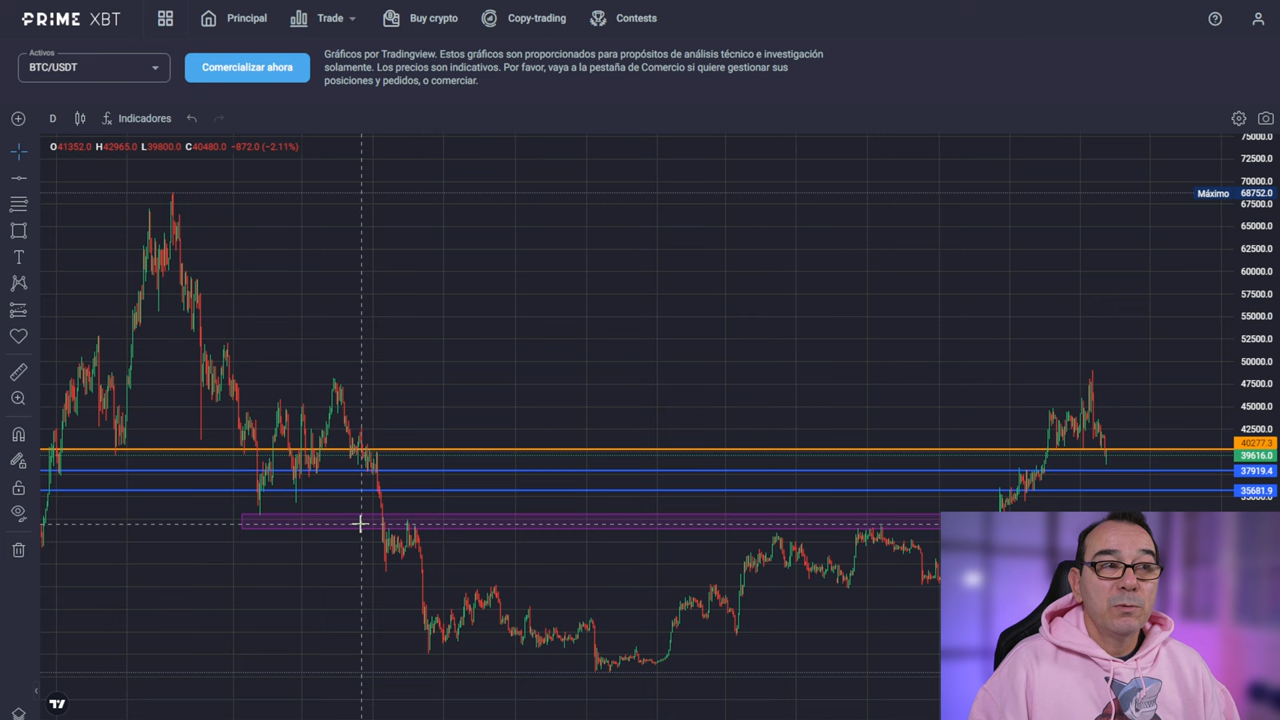 PRIME XBT
Principal
Trade
Buy crypto
Copy-trading
Contests
Activos
BTC/USDT
Comercializar ahora
Gráficos por Tradingview. Estos gráficos son proporcionados para propósitos de análisis técnico e investigación
solamente. Los precios son indicativos. Por favor, vaya a la pestaña de Comercio si quiere gestionar sus
posiciones y pedidos, o comerciar.
D
Indicadores
O41352.0 H42965.0 L39800.0 C40480.0 −872.0 (−2.11%)
75000.0
72500.0
70000.0
Máximo 68752.0
67500.0
65000.0
62500.0
60000.0
57500.0
55000.0
52500.0
50000.0
47500.0
45000.0
42500.0
40277.3
39616.0
37919.4
35681.9